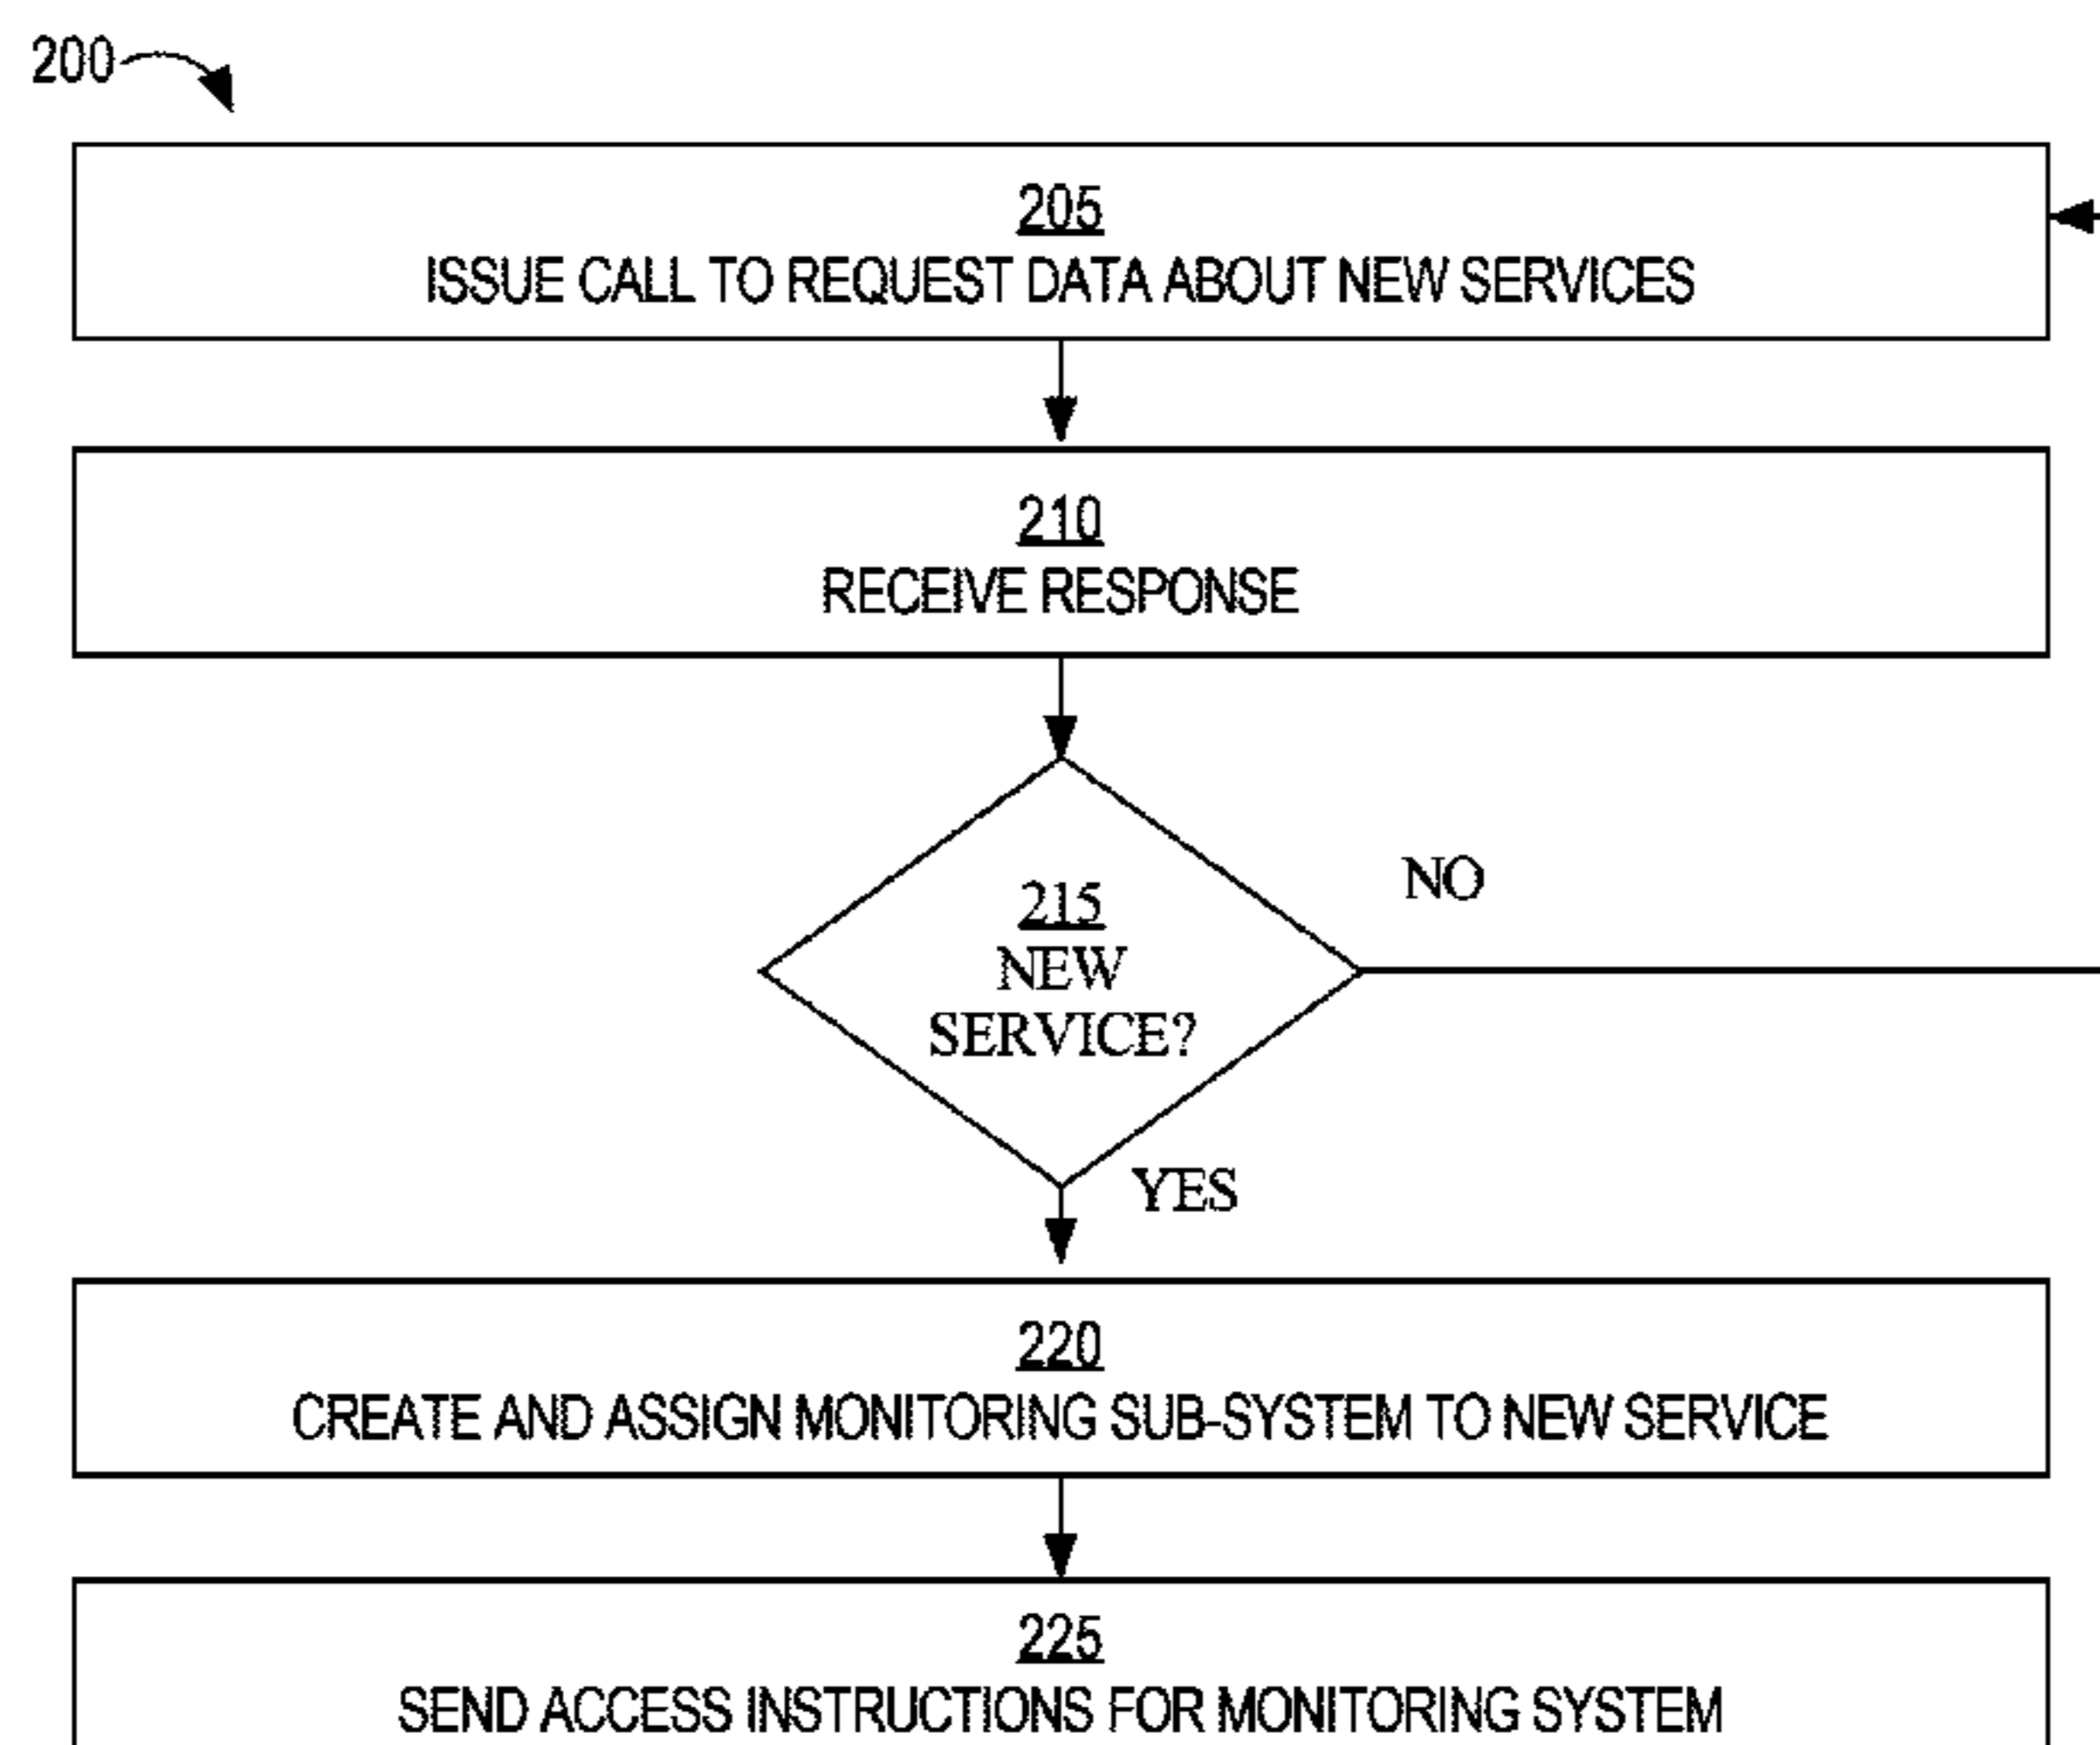 200
205
ISSUE CALL TO REQUEST DATA ABOUT NEW SERVICES
210
RECEIVE RESPONSE
215
NEW
SERVICE?
NO
YES
220
CREATE AND ASSIGN MONITORING SUB-SYSTEM TO NEW SERVICE
225
SEND ACCESS INSTRUCTIONS FOR MONITORING SYSTEM